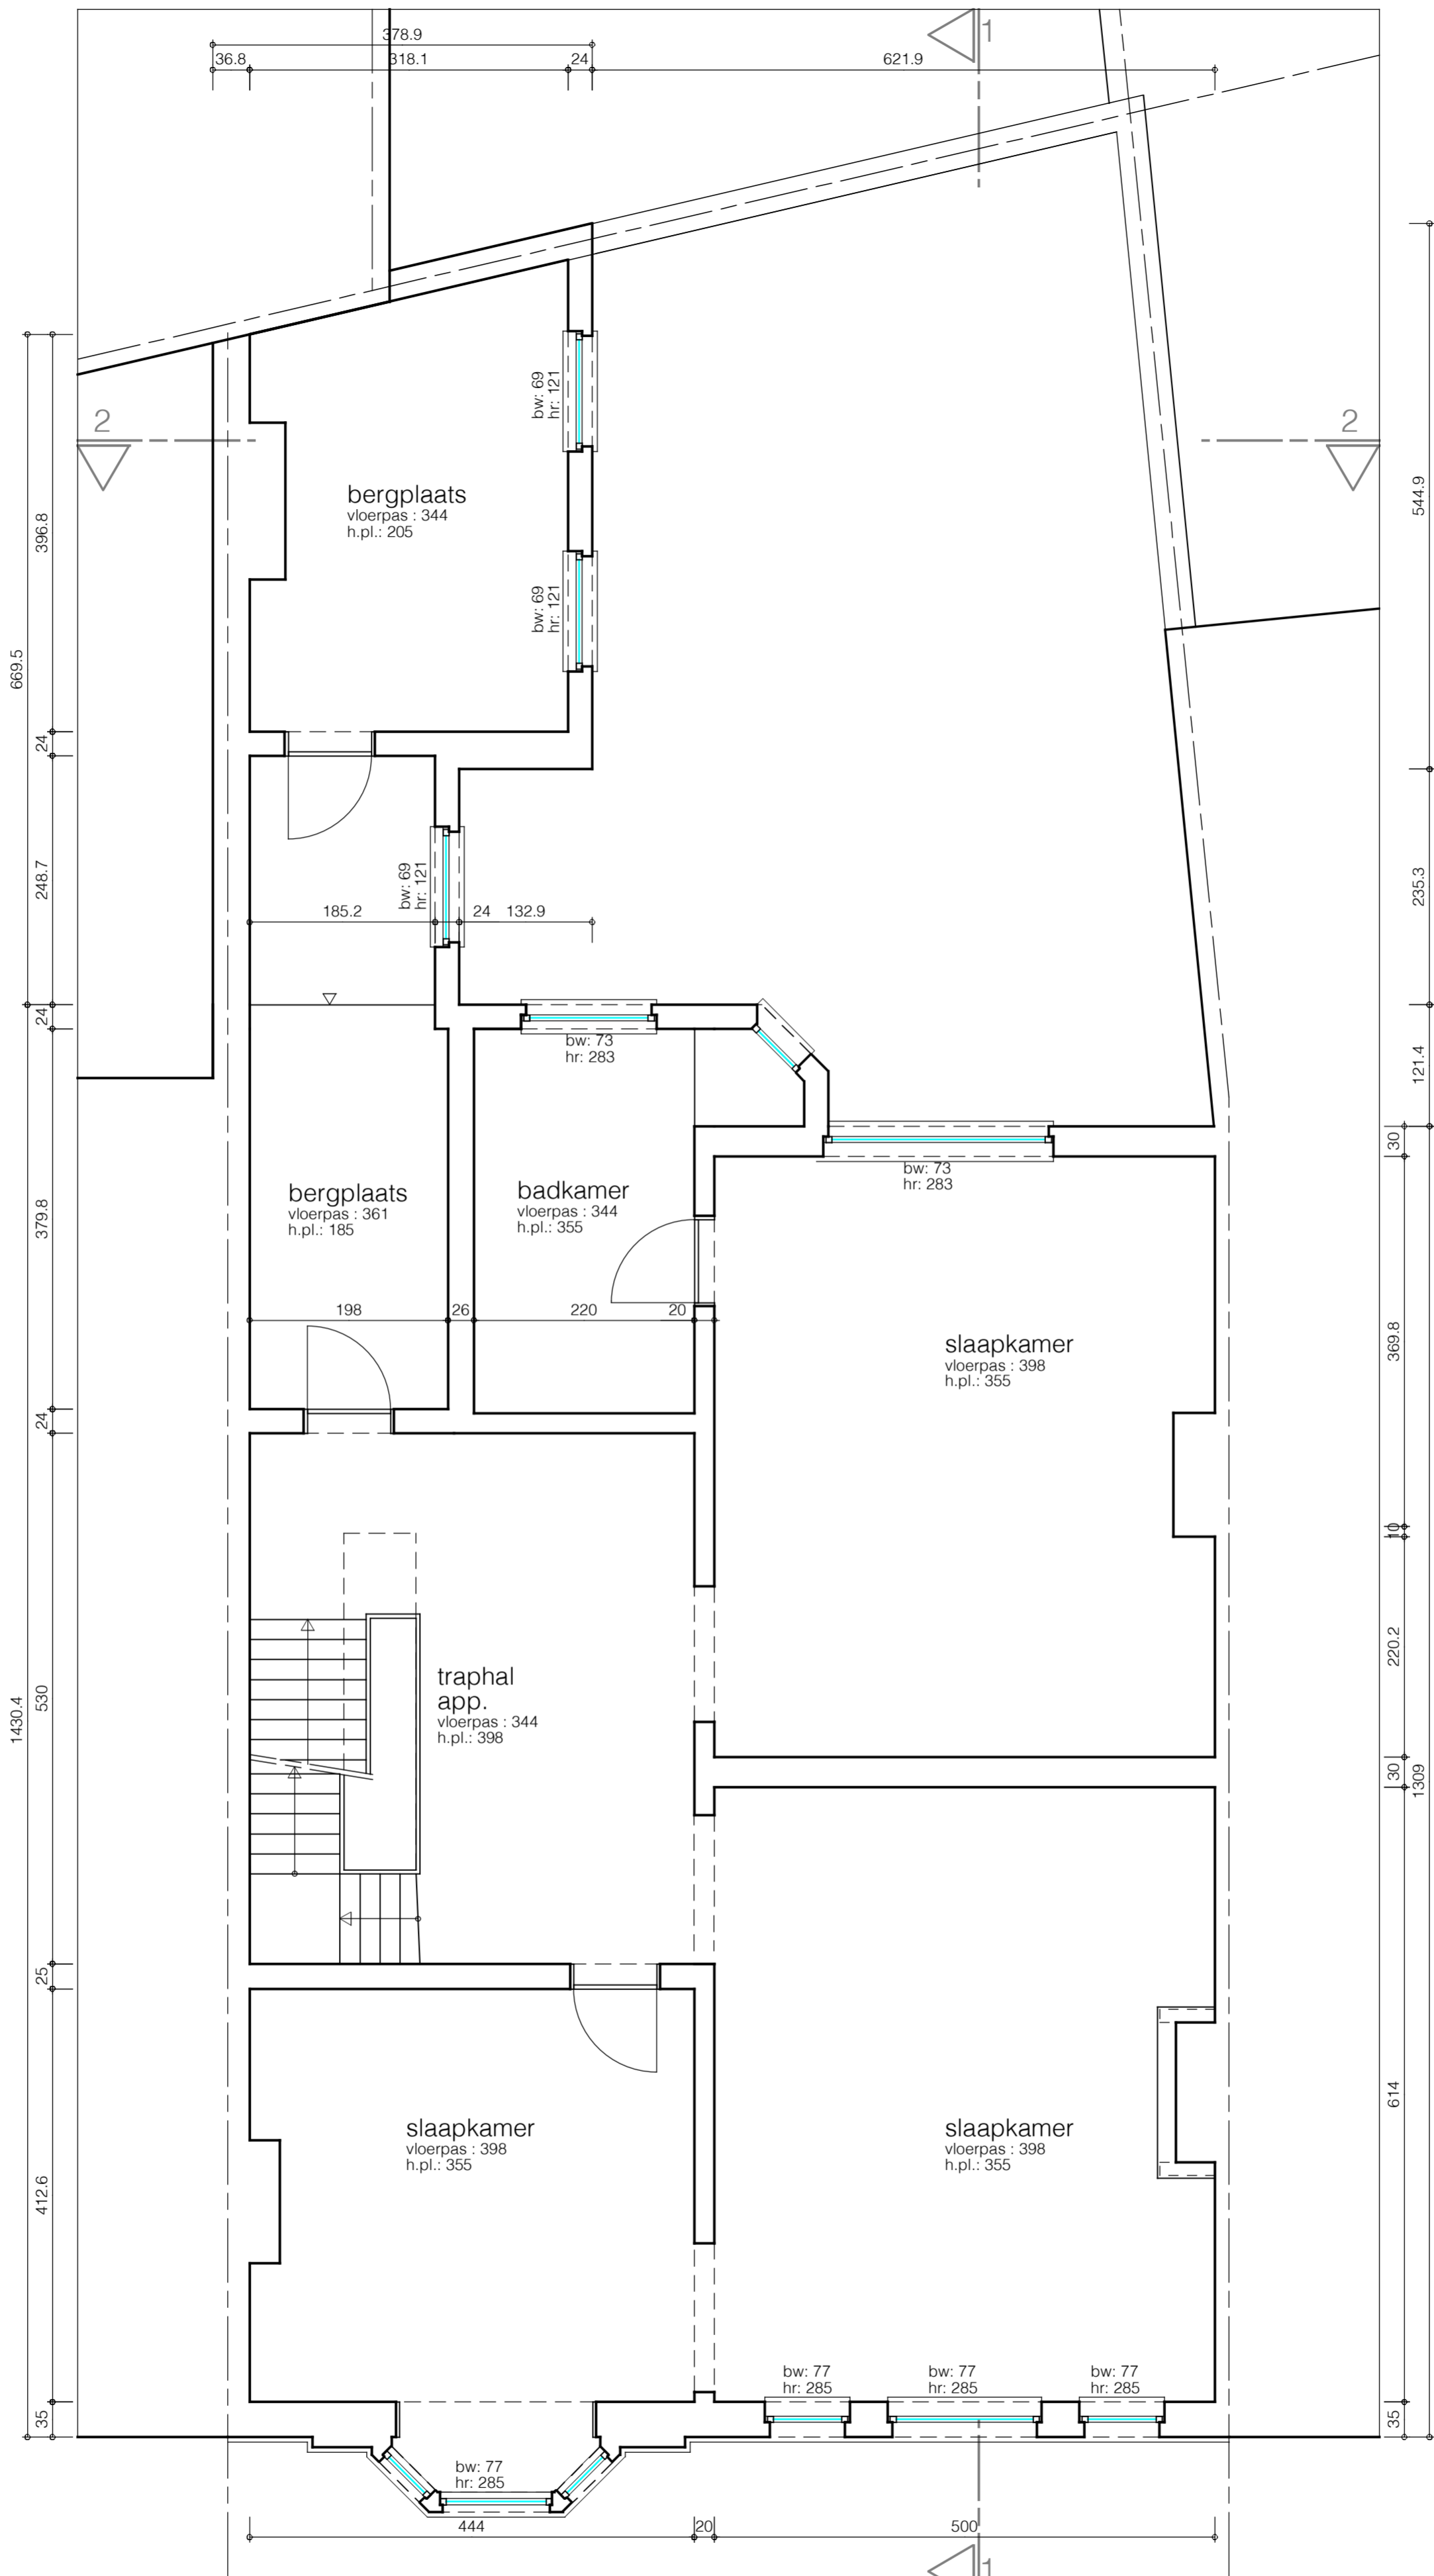 378.9
36.8
318.1
24
621.9
1
2
2
bergplaats
vloerpas : 344
h.pl.: 205
bw: 69
hr: 121
bw: 69
hr: 121
396.8
669.5
24
248.7
24
544.9
235.3
121.4
bw: 69
hr: 121
185.2
24
132.9
bw: 73
hr: 283
bw: 73
hr: 283
30
bergplaats
vloerpas : 361
h.pl.: 185
badkamer
vloerpas : 344
h.pl.: 355
379.8
198
26
220
20
slaapkamer
vloerpas : 398
h.pl.: 355
369.8
24
10
traphal
app.
vloerpas : 344
h.pl.: 398
1430.4
530
220.2
30
1309
25
slaapkamer
vloerpas : 398
h.pl.: 355
slaapkamer
vloerpas : 398
h.pl.: 355
412.6
614
bw: 77
hr: 285
bw: 77
hr: 285
bw: 77
hr: 285
35
35
bw: 77
hr: 285
444
20
500
1